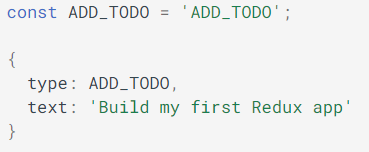 const ADD_TODO = 'ADD_TODO';
{
type: ADD_TODO,
text: 'Build my first Redux app'
}